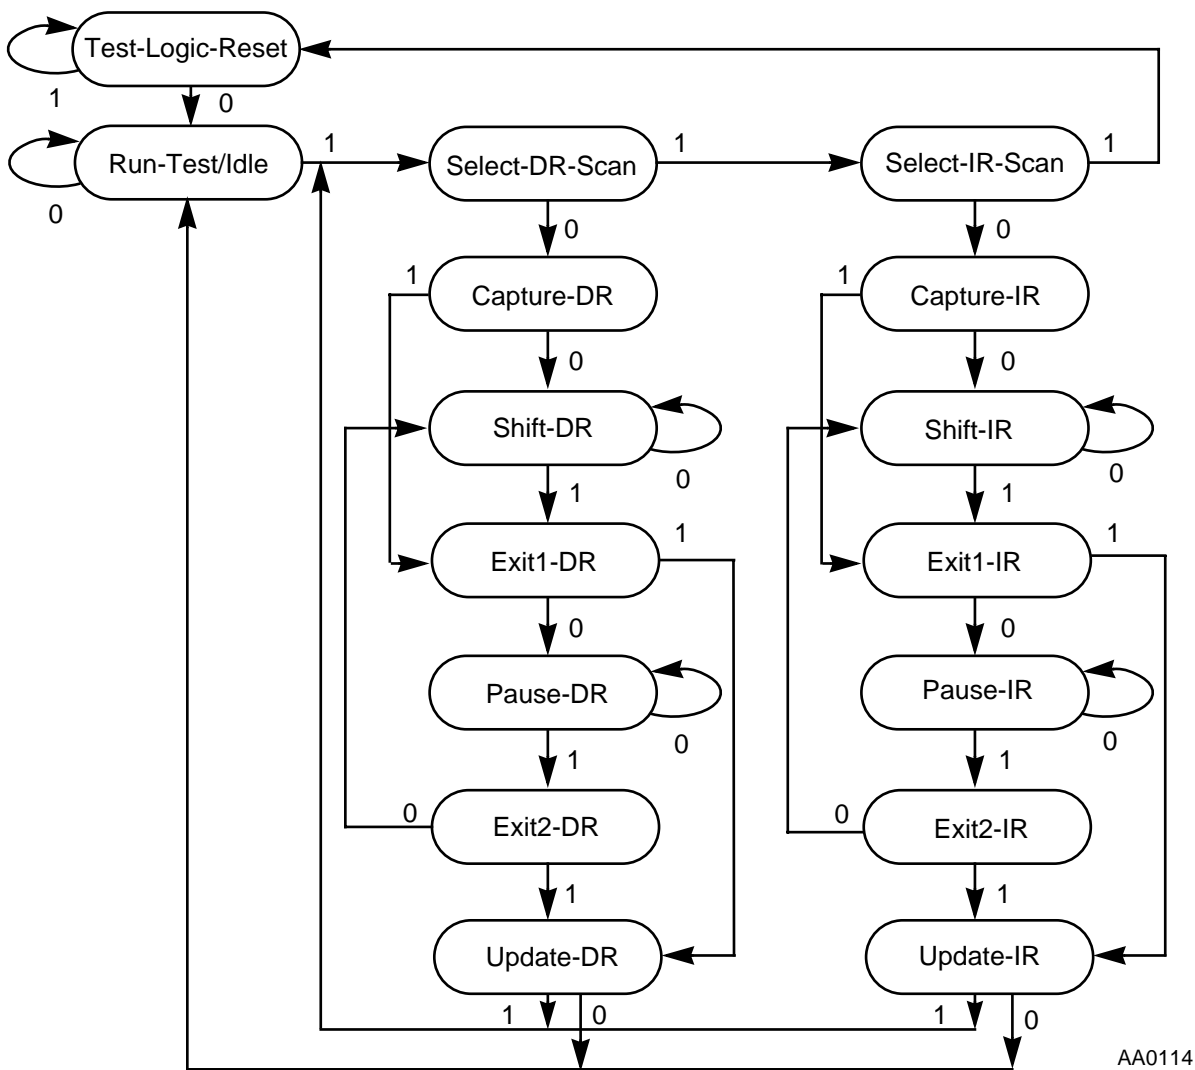 Test-Logic-Reset
1
0
Run-Test/Idle
1
Select-DR-Scan
1
Select-IR-Scan
1
0
0
0
1
Capture-DR
1
Capture-IR
0
0
Shift-DR
0
Shift-IR
0
1
1
Exit1-DR
1
Exit1-IR
1
0
0
Pause-DR
0
Pause-IR
0
1
1
0
Exit2-DR
0
Exit2-IR
1
1
Update-DR
Update-IR
1
0
1
0
AA0114